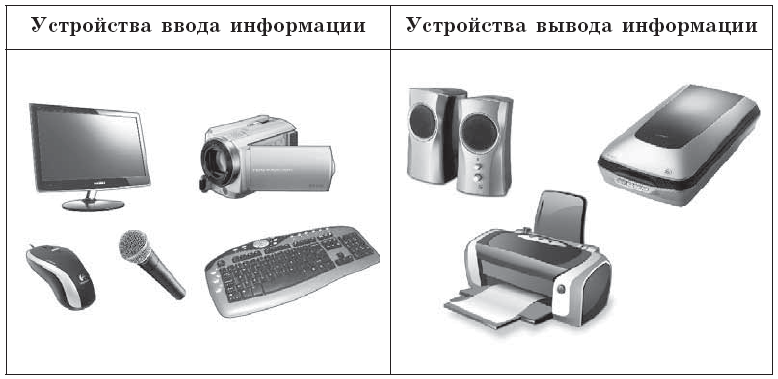 Устройства ввода информации
Устройства вывода информации